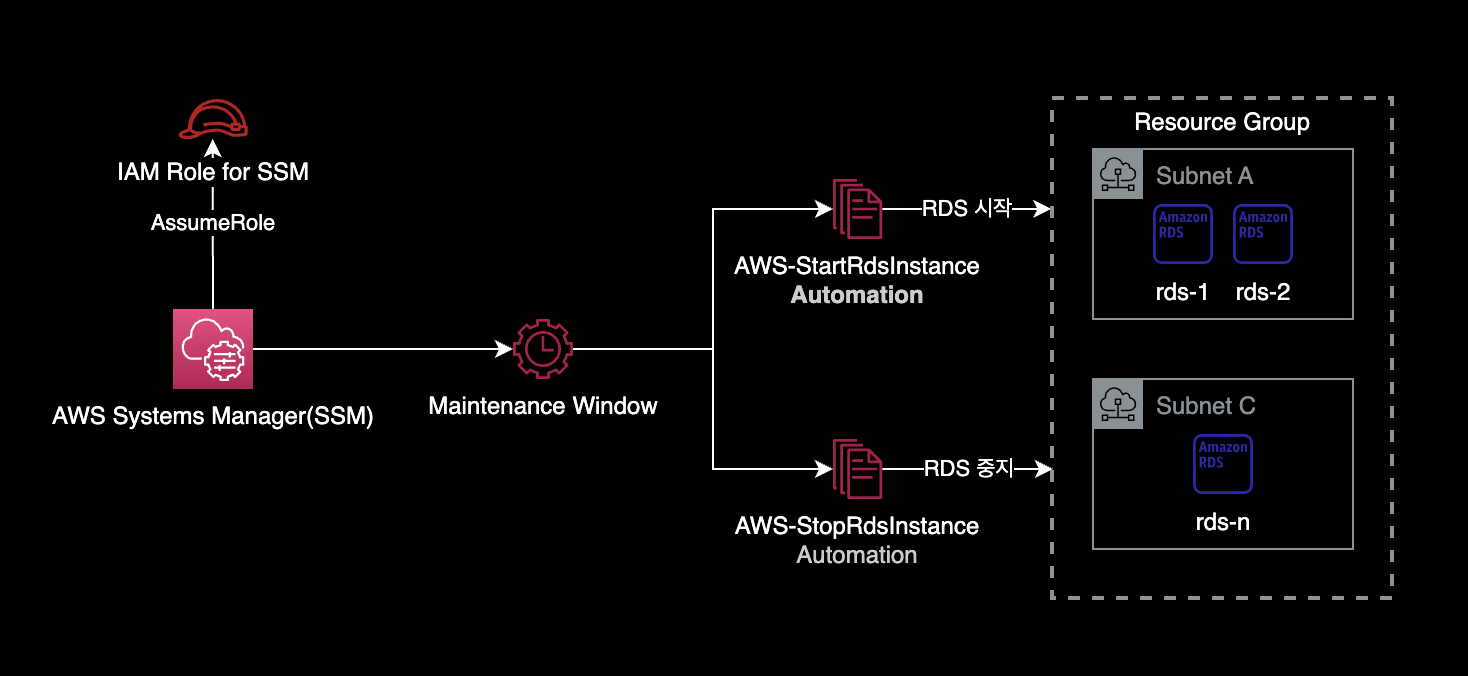 IAM Role for SSM
AssumeRole
AWS Systems Manager(SSM)
Maintenance Window
AWS-StartRdsInstance
Automation
RDS 시작
AWS-StopRdsInstance
Automation
RDS 중지
Resource Group
Subnet A
Amazon
RDS
rds-1
Amazon
RDS
rds-2
Subnet C
Amazon
RDS
rds-n